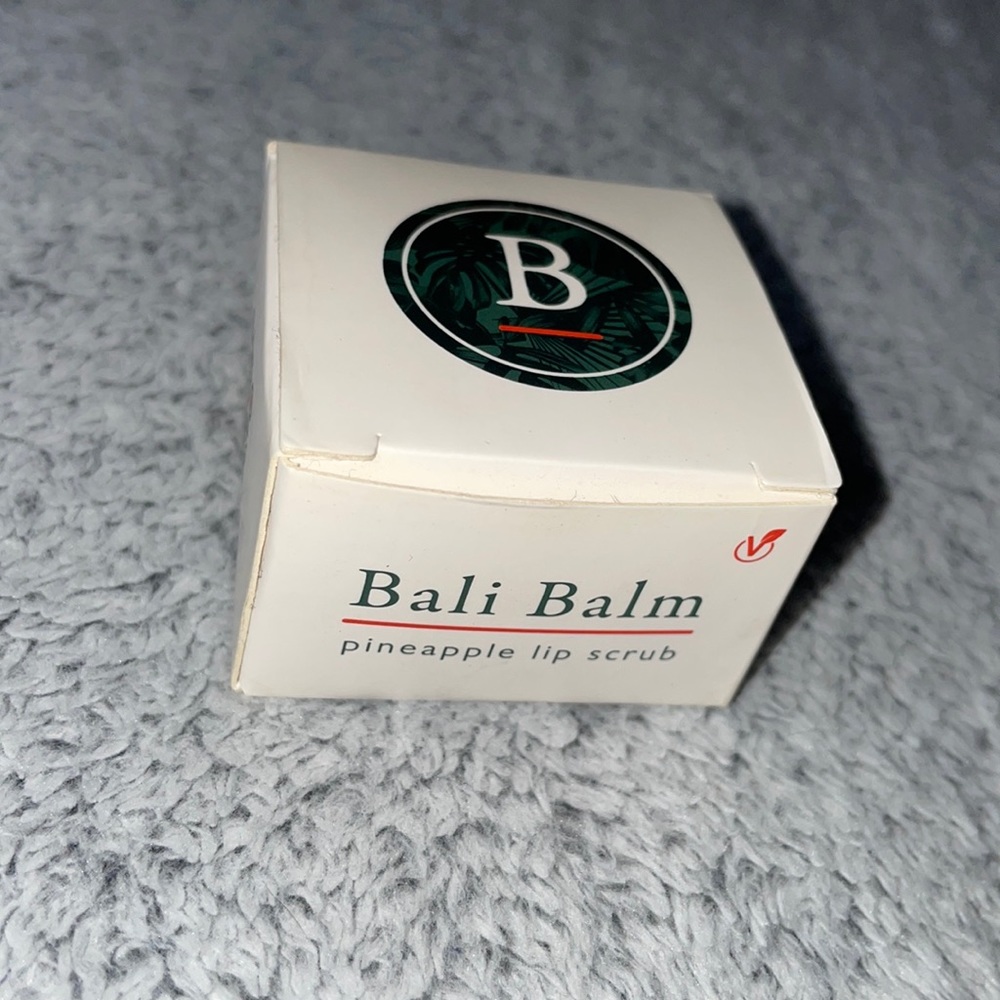 B
V
Bali Balm
pineapple lip scrub